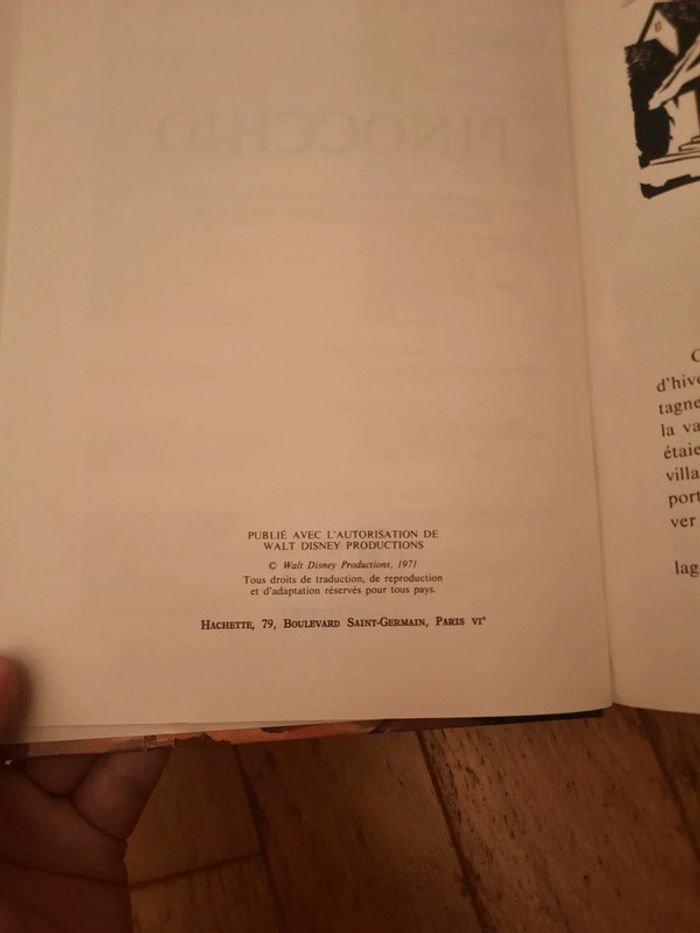 PINOCCHIO
PUBLIÉ AVEC L'AUTORISATION DE
WALT DISNEY PRODUCTIONS
© Walt Disney Productions, 1971
Tous droits de traduction, de reproduction
et d'adaptation réservés pour tous pays.
HACHETTE, 79, BOULEVARD SAINT-GERMAIN, PARIS VIᵉ
d'hive
tagne
la va
étaie
villa
port
ver
lag